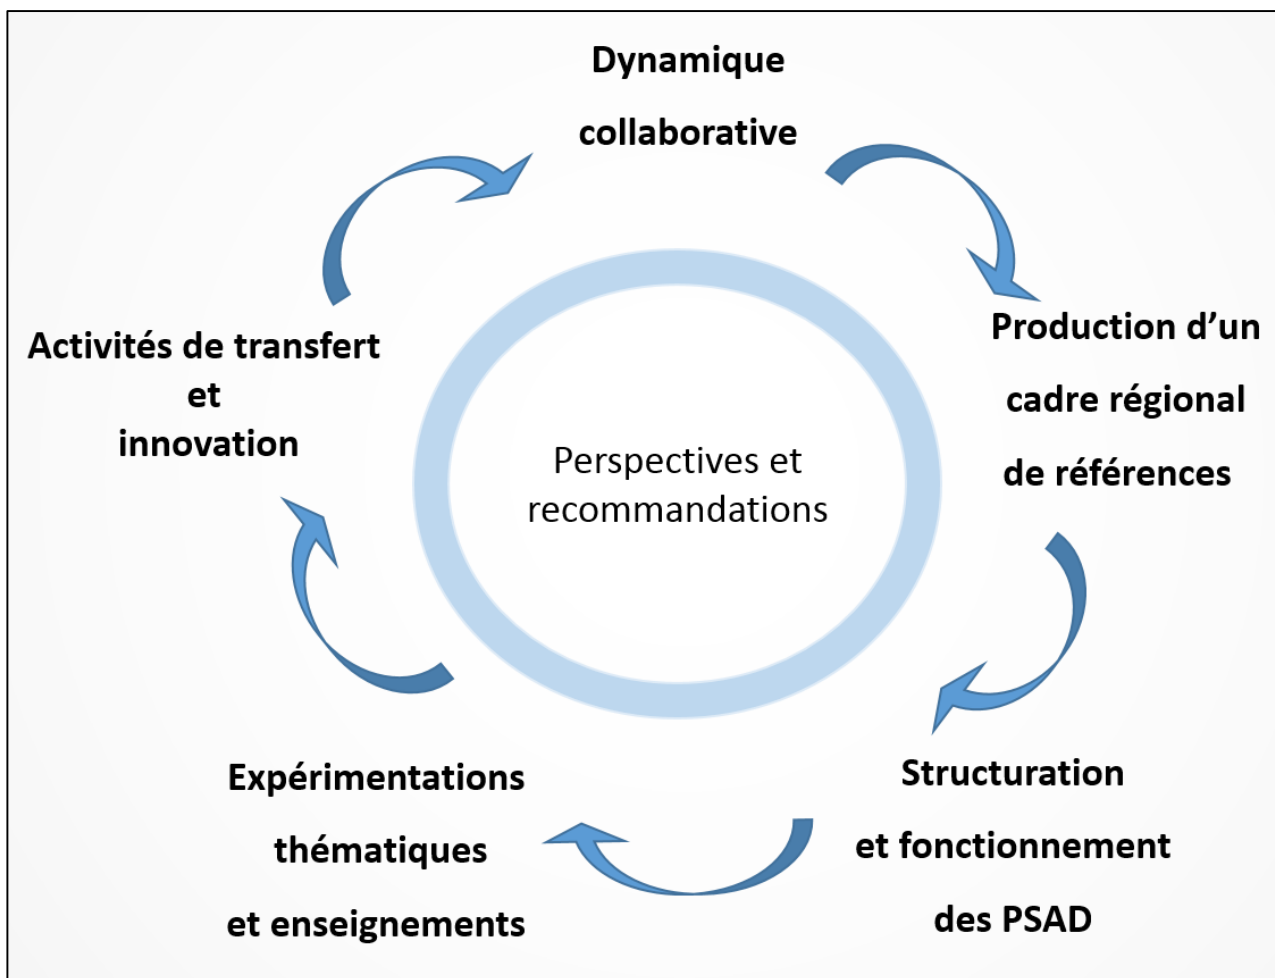 Dynamique
collaborative
Production d’un
cadre régional
de références
Structuration
et fonctionnement
des PSAD
Expérimentations
thématiques
et enseignements
Activités de transfert
et
innovation
Perspectives et
recommandations